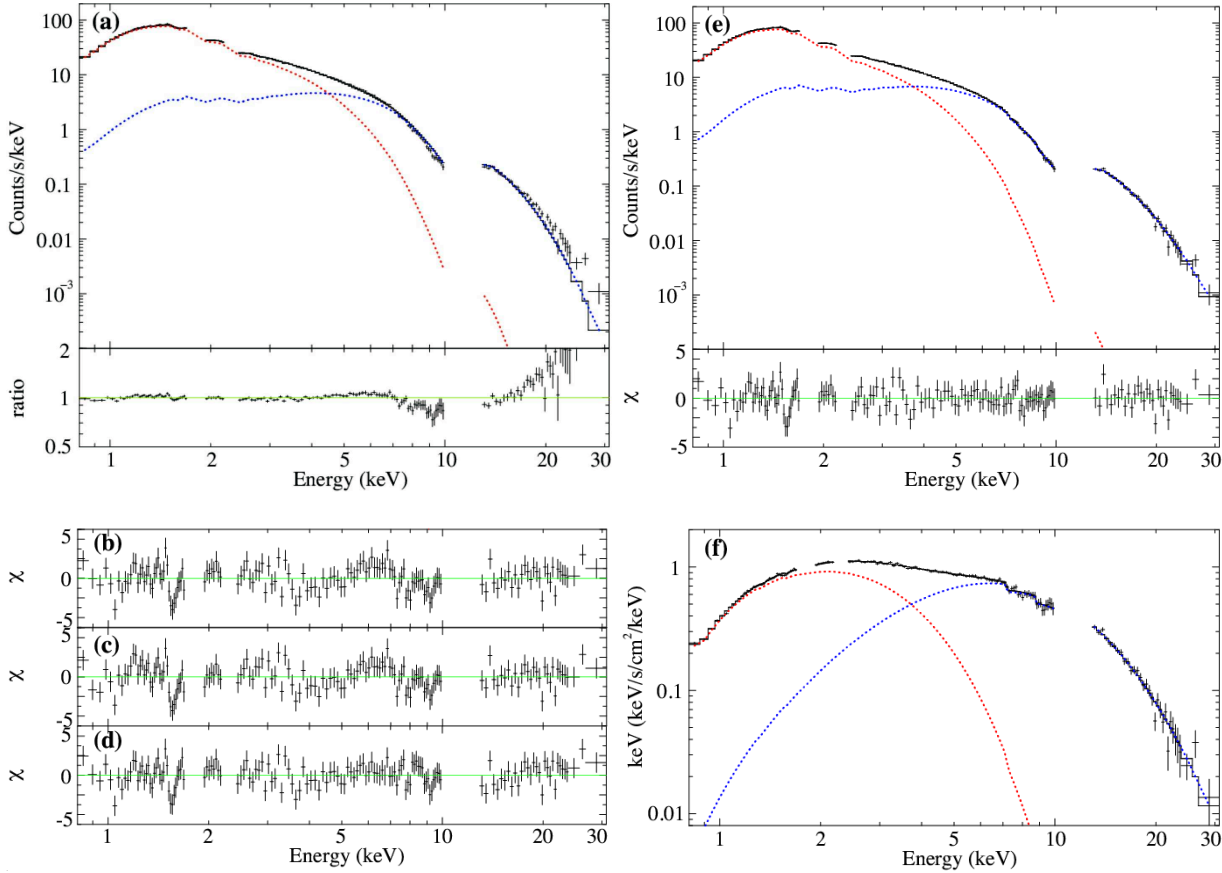 (a)
Counts/s/keV
100
10
1
0.1
0.01
10⁻³
ratio
2
1
0.5
1 2 5 10 20 30
Energy (keV)
(e)
Counts/s/keV
100
10
1
0.1
0.01
10⁻³
χ
5
0
-5
1 2 5 10 20 30
Energy (keV)
(b)
χ
5
0
-5
(c)
χ
5
0
-5
(d)
χ
5
0
-5
1 2 5 10 20 30
Energy (keV)
(f)
keV (keV/s/cm²/keV)
1
0.1
0.01
1 2 5 10 20 30
Energy (keV)